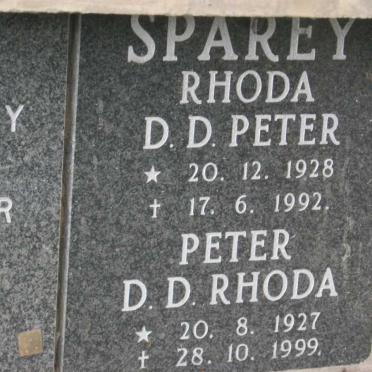 SPAREY
RHODA
D. D. PETER
★ 20. 12. 1928
† 17. 6. 1992.
PETER
D. D. RHODA
★ 20. 8. 1927
† 28. 10. 1999.
Y
R